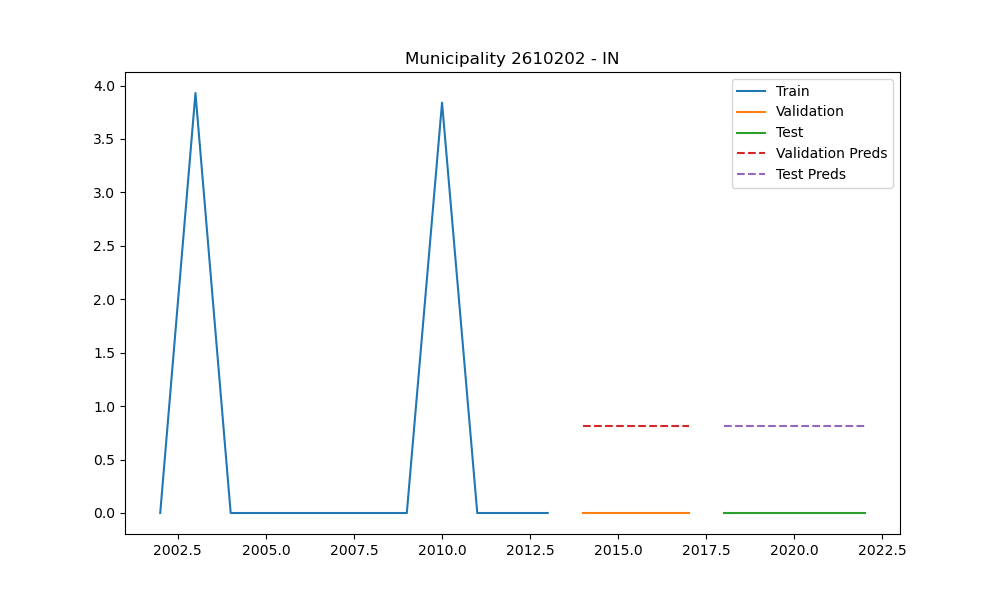 Municipality 2610202 - IN
4.0
3.5
3.0
2.5
2.0
1.5
1.0
0.5
0.0
2002.5 2005.0 2007.5 2010.0 2012.5 2015.0 2017.5 2020.0 2022.5
Train
Validation
Test
Validation Preds
Test Preds